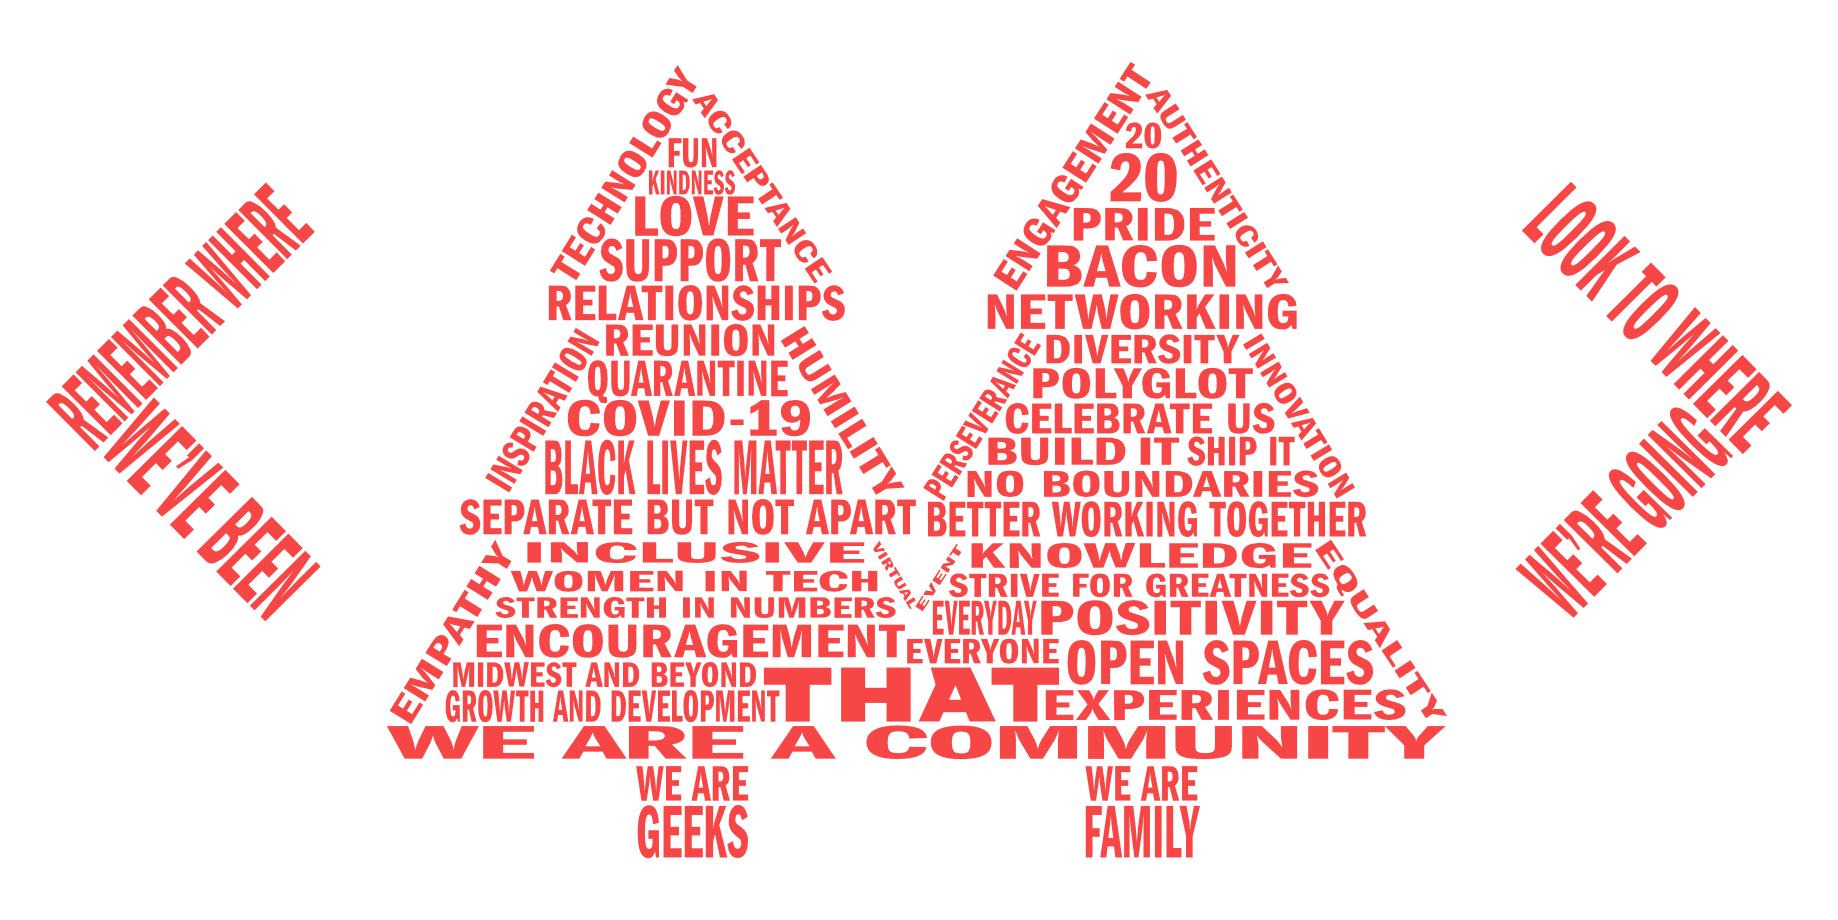 REMEMBER WHERE
WE'VE BEEN
TECHNOLOGY
ACCEPTANCE
FUN
KINDNESS
LOVE
SUPPORT
RELATIONSHIPS
INSPIRATION
HUMILITY
REUNION
QUARANTINE
COVID-19
BLACK LIVES MATTER
SEPARATE BUT NOT APART
EMPATHY
INCLUSIVE
VIRTUAL
WOMEN IN TECH
STRENGTH IN NUMBERS
ENCOURAGEMENT
MIDWEST AND BEYOND
GROWTH AND DEVELOPMENT
ENGAGEMENT
AUTHENTICITY
20
20
PRIDE
BACON
NETWORKING
PERSEVERANCE
INNOVATION
DIVERSITY
POLYGLOT
CELEBRATE US
BUILD IT SHIP IT
NO BOUNDARIES
BETTER WORKING TOGETHER
EVENT
KNOWLEDGE
EQUALITY
STRIVE FOR GREATNESS
EVERYDAY POSITIVITY
EVERYONE OPEN SPACES
THAT EXPERIENCES
WE ARE A COMMUNITY
WE ARE
GEEKS
WE ARE
FAMILY
LOOK TO WHERE
WE'RE GOING